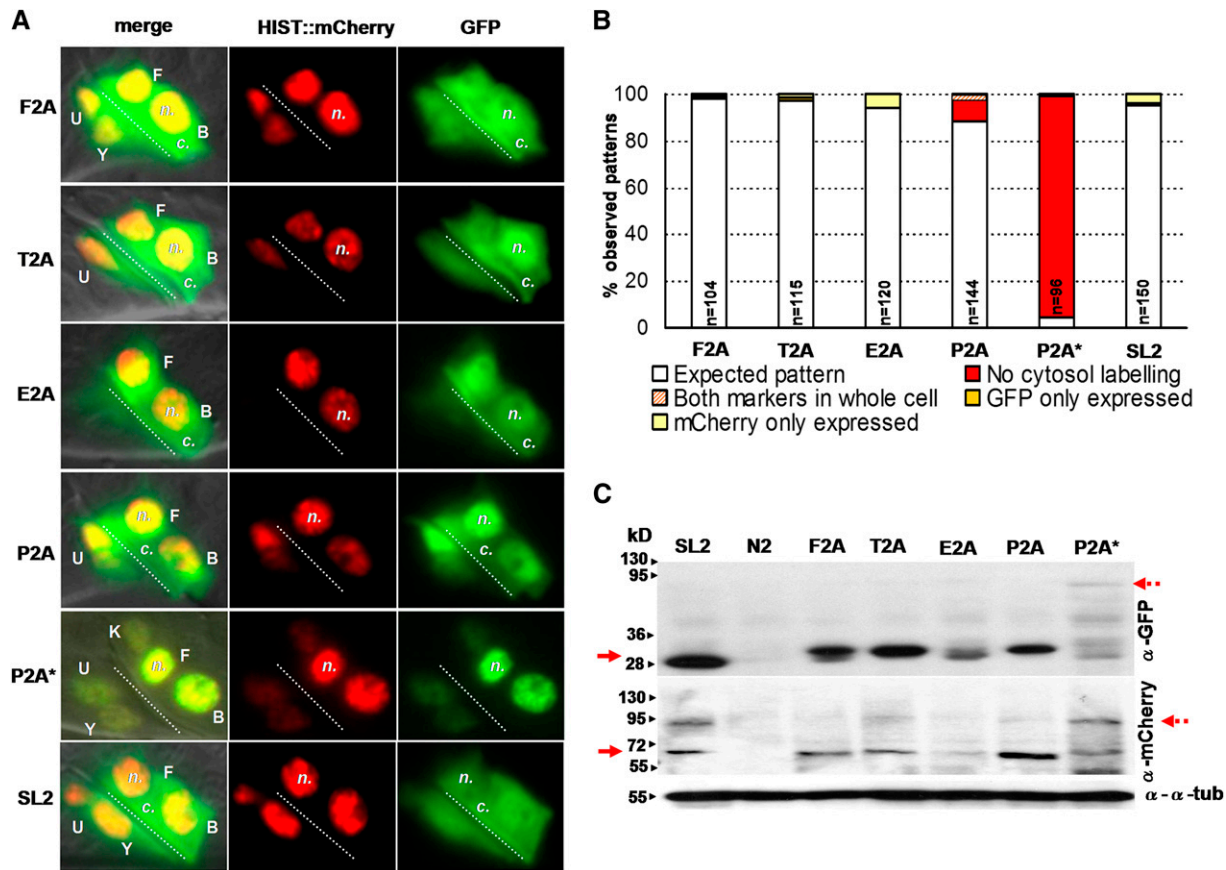 A
merge HIST::mCherry GFP
F2A
F
n.
U
B
c.
Y
n.
n.
c.
T2A
F
n.
B
U
c.
n.
n.
c.
E2A
F
n.
B
c.
n.
n.
c.
P2A
n.
F
c.
B
U
n.
n.
c.
P2A*
K
n.
F
U
B
Y
n.
n.
SL2
n.
F
c.
U
B
Y
n.
n.
c.
B
% observed patterns
100
80
60
40
20
0
n=104
n=115
n=120
n=144
n=96
n=150
F2A T2A E2A P2A P2A* SL2
Expected pattern
No cytosol labelling
Both markers in whole cell
GFP only expressed
mCherry only expressed
C
kD SL2 N2 F2A T2A E2A P2A P2A*
130
95
36
28
α-GFP
130
95
72
55
α-mCherry
55
α-α-tub